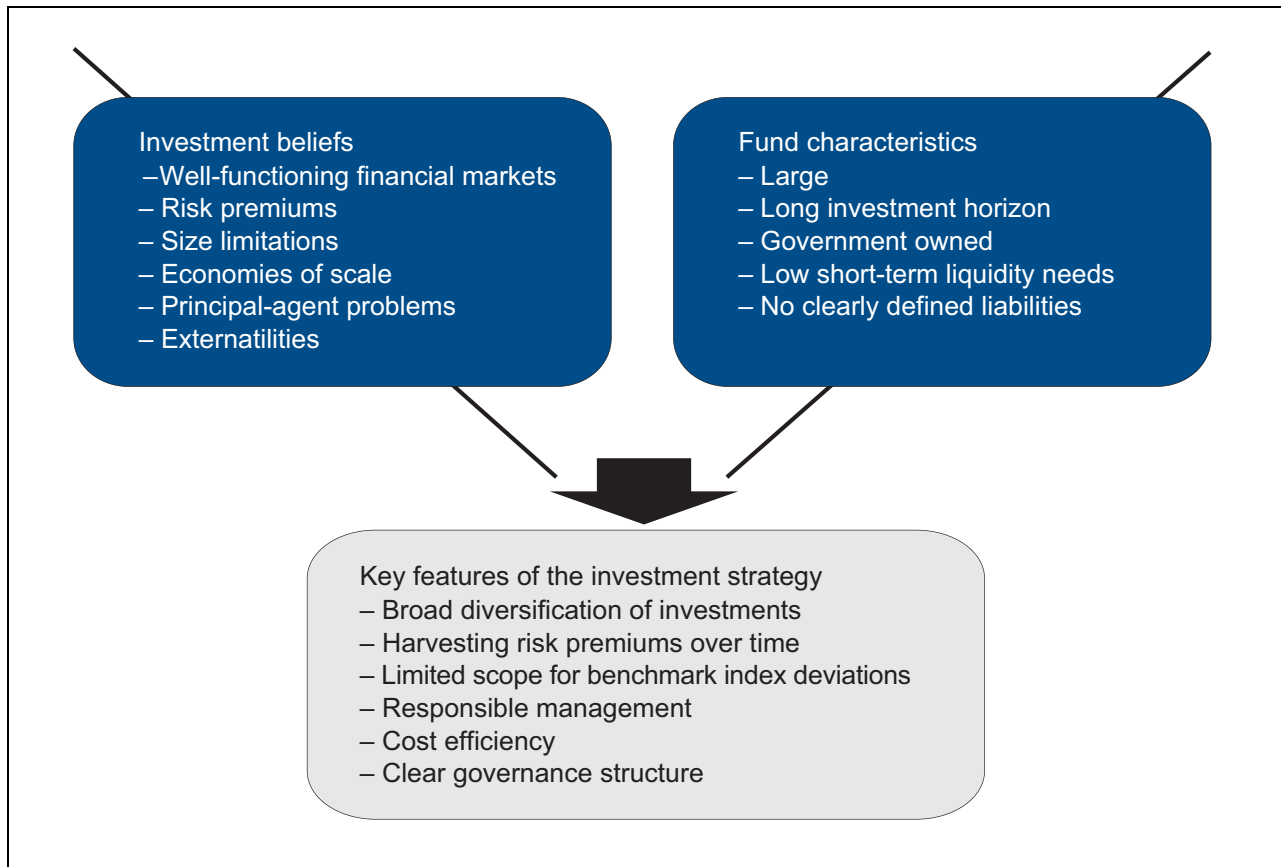 Investment beliefs
–Well-functioning financial markets
– Risk premiums
– Size limitations
– Economies of scale
– Principal-agent problems
– Externatilities
Fund characteristics
– Large
– Long investment horizon
– Government owned
– Low short-term liquidity needs
– No clearly defined liabilities
Key features of the investment strategy
– Broad diversification of investments
– Harvesting risk premiums over time
– Limited scope for benchmark index deviations
– Responsible management
– Cost efficiency
– Clear governance structure